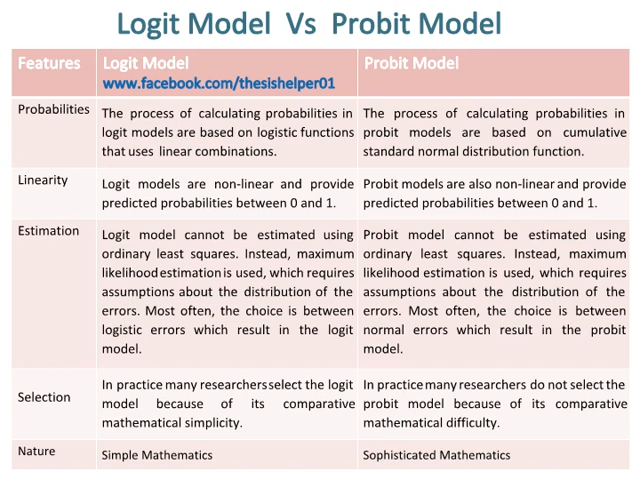 Logit Model Vs Probit Model
Features
Logit Model
www.facebook.com/thesishelper01
Probit Model
Probabilities
The process of calculating probabilities in
logit models are based on logistic functions
that uses linear combinations.
The process of calculating probabilities in
probit models are based on cumulative
standard normal distribution function.
Linearity
Logit models are non-linear and provide
predicted probabilities between 0 and 1.
Probit models are also non-linear and provide
predicted probabilities between 0 and 1.
Estimation
Logit model cannot be estimated using
ordinary least squares. Instead, maximum
likelihood estimation is used, which requires
assumptions about the distribution of the
errors. Most often, the choice is between
logistic errors which result in the logit
model.
Probit model cannot be estimated using
ordinary least squares. Instead, maximum
likelihood estimation is used, which requires
assumptions about the distribution of the
errors. Most often, the choice is between
normal errors which result in the probit
model.
Selection
In practice many researchers select the logit
model because of its comparative
mathematical simplicity.
In practice many researchers do not select the
probit model because of its comparative
mathematical difficulty.
Nature
Simple Mathematics
Sophisticated Mathematics